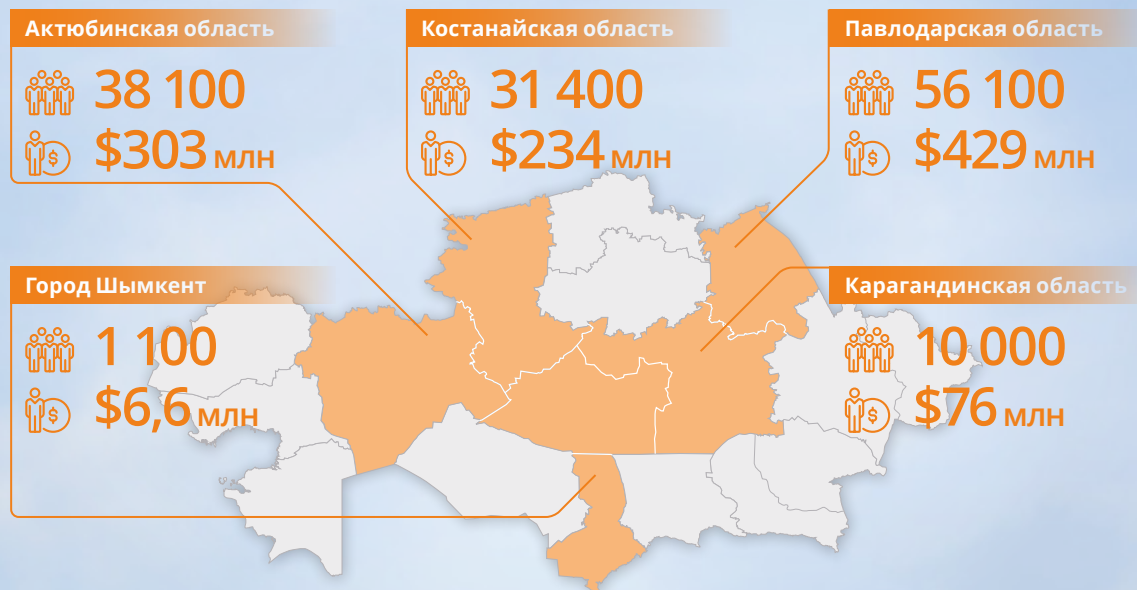 Актюбинская область
38 100
$303 млн
Костанайская область
31 400
$234 млн
Павлодарская область
56 100
$429 млн
Город Шымкент
1 100
$6,6 млн
Карагандинская область
10 000
$76 млн